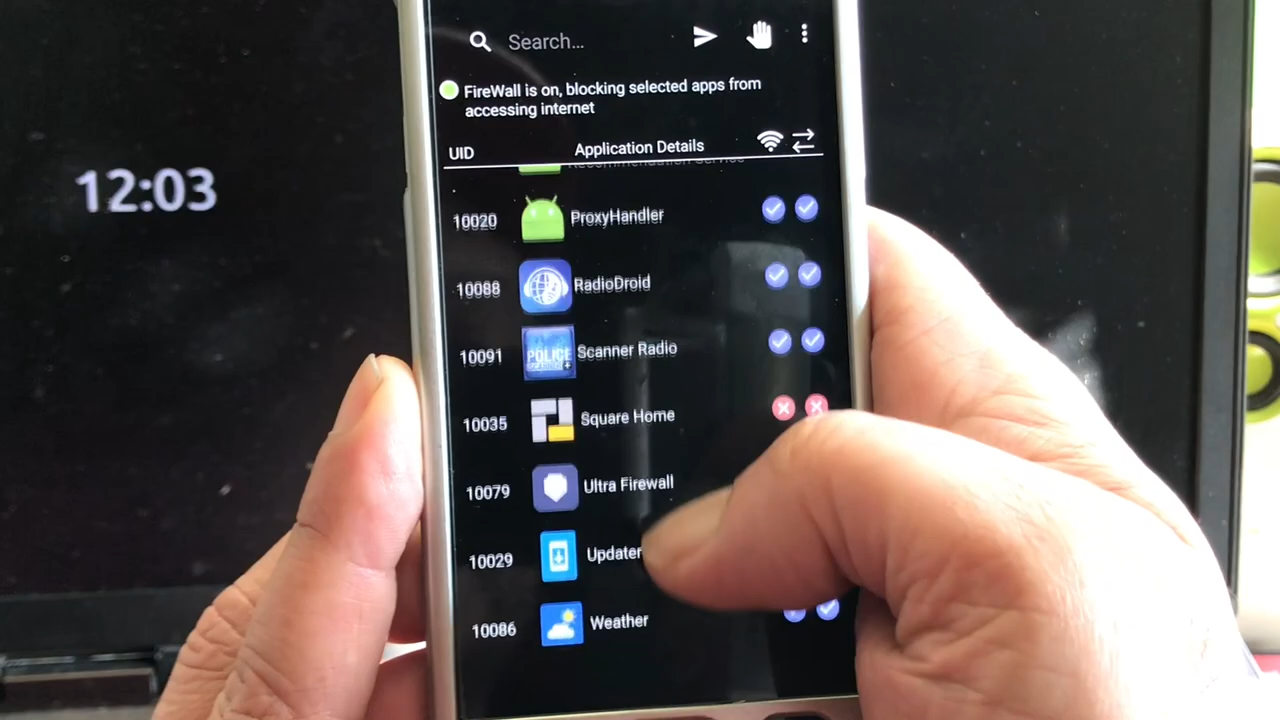 Search...
FireWall is on, blocking selected apps from
accessing internet
UID Application Details
12:03
10020 ProxyHandler
10088 RadioDroid
10091 POLICE Scanner Radio
10035 Square Home
10079 Ultra Firewall
10029 Updater
10086 Weather